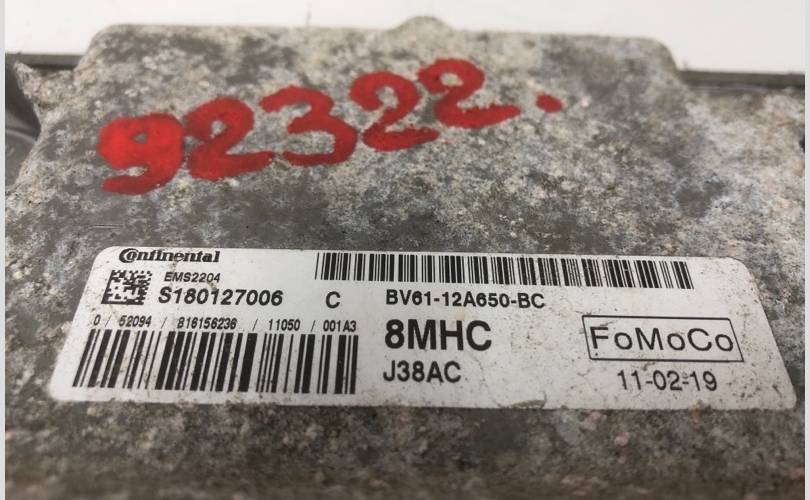 92322.
Continental
EMS2204
S180127006 C BV61-12A650-BC
0 / 52094 / 816156236 / 11050 / 001A3
8MHC FoMoCo
J38AC 11-02-19